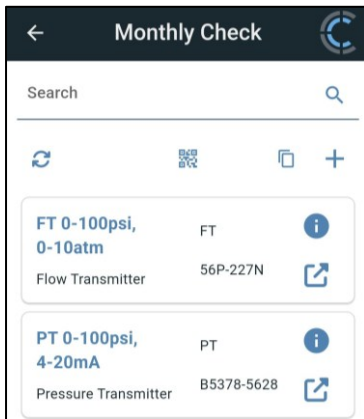 Monthly Check
Search
FT 0-100psi,
0-10atm
Flow Transmitter
FT
56P-227N
PT 0-100psi,
4-20mA
Pressure Transmitter
PT
B5378-5628